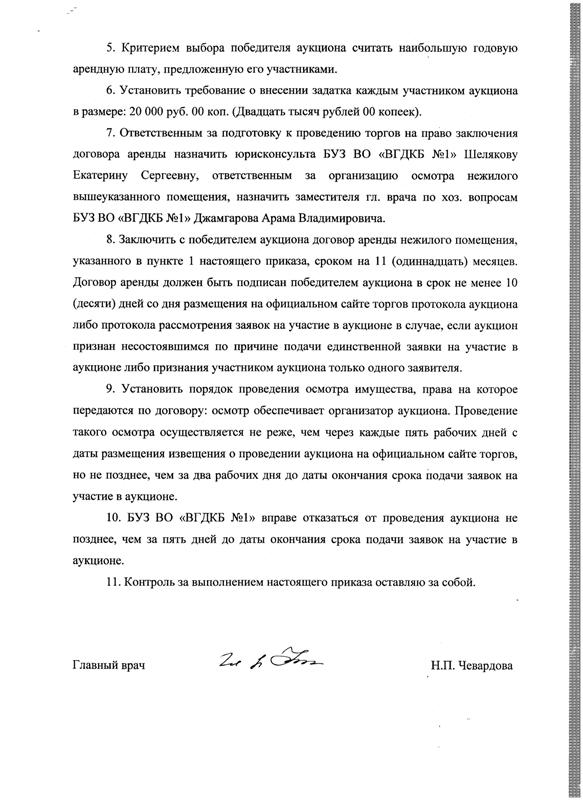 5. Критерием выбора победителя аукциона считать наибольшую годовую
арендную плату, предложенную его участниками.
6. Установить требование о внесении задатка каждым участником аукциона
в размере: 20 000 руб. 00 коп. (Двадцать тысяч рублей 00 копеек).
7. Ответственным за подготовку к проведению торгов на право заключения
договора аренды назначить юрисконсульта БУЗ ВО «ВГДКБ №1» Шелякову
Екатерину Сергеевну, ответственным за организацию осмотра нежилого
вышеуказанного помещения, назначить заместителя гл. врача по хоз. вопросам
БУЗ ВО «ВГДКБ №1» Джамгарова Арама Владимировича.
8. Заключить с победителем аукциона договор аренды нежилого помещения,
указанного в пункте 1 настоящего приказа, сроком на 11 (одиннадцать) месяцев.
Договор аренды должен быть подписан победителем аукциона в срок не менее 10
(десяти) дней со дня размещения на официальном сайте торгов протокола аукциона
либо протокола рассмотрения заявок на участие в аукционе в случае, если аукцион
признан несостоявшимся по причине подачи единственной заявки на участие в
аукционе либо признания участником аукциона только одного заявителя.
9. Установить порядок проведения осмотра имущества, права на которое
передаются по договору: осмотр обеспечивает организатор аукциона. Проведение
такого осмотра осуществляется не реже, чем через каждые пять рабочих дней с
даты размещения извещения о проведении аукциона на официальном сайте торгов,
но не позднее, чем за два рабочих дня до даты окончания срока подачи заявок на
участие в аукционе.
10. БУЗ ВО «ВГДКБ №1» вправе отказаться от проведения аукциона не
позднее, чем за пять дней до даты окончания срока подачи заявок на участие в
аукционе.
11. Контроль за выполнением настоящего приказа оставляю за собой.
Главный врач
Н.П. Чевардова